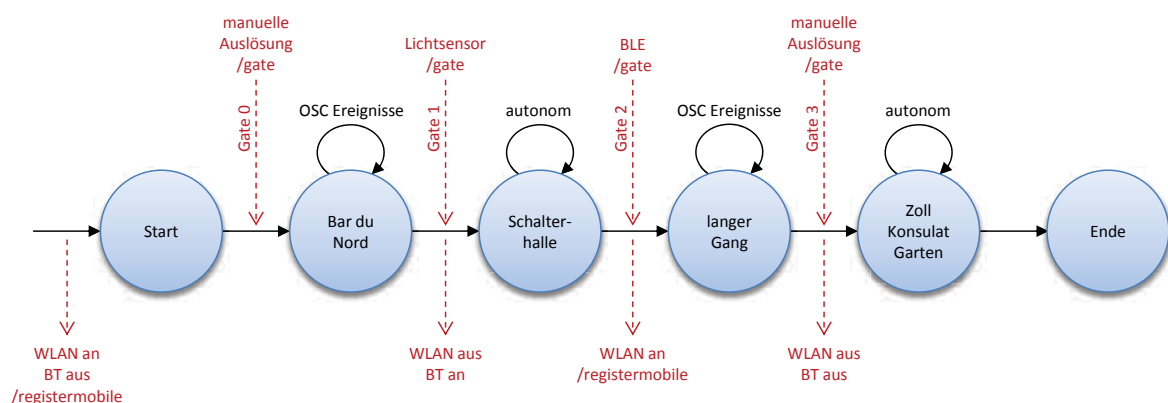 manuelle
Auslösung
/gate
Lichtsensor
/gate
BLE
/gate
manuelle
Auslösung
/gate
Gate 0
OSC Ereignisse
Gate 1
autonom
Gate 2
OSC Ereignisse
Gate 3
autonom
Start
Bar du
Nord
Schalter-
halle
langer
Gang
Zoll
Konsulat
Garten
Ende
WLAN an
BT aus
/registermobile
WLAN aus
BT an
WLAN an
/registermobile
WLAN aus
BT aus